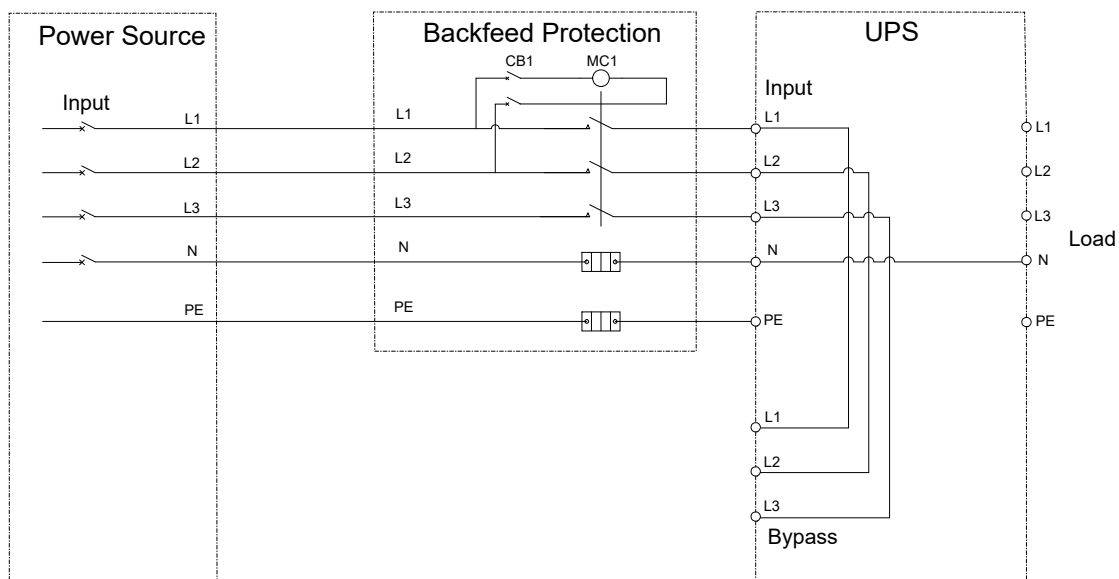 Power Source
Backfeed Protection
UPS
CB1
MC1
Input
Input
L1
L1
L1
L1
L2
L2
L2
L2
L3
L3
L3
L3
Load
N
N
N
N
PE
PE
PE
PE
L1
L2
L3
Bypass